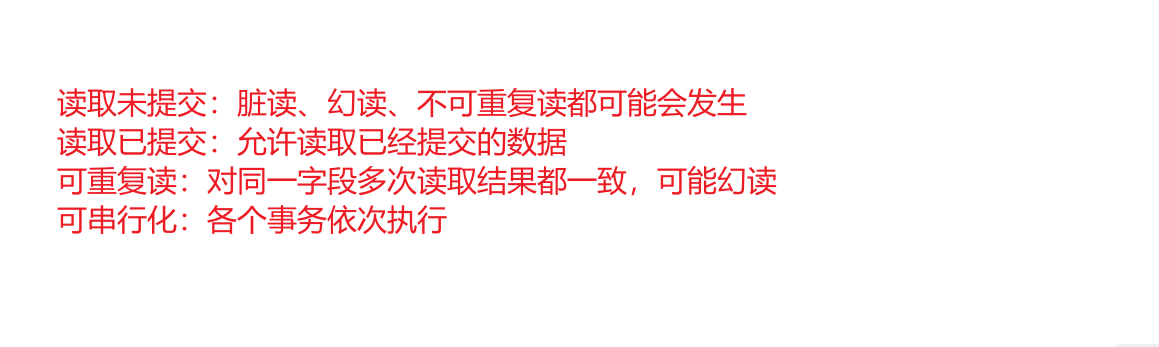 读取未提交：脏读、幻读、不可重复读都可能会发生
读取已提交：允许读取已经提交的数据
可重复读：对同一字段多次读取结果都一致，可能幻读
可串行化：各个事务依次执行